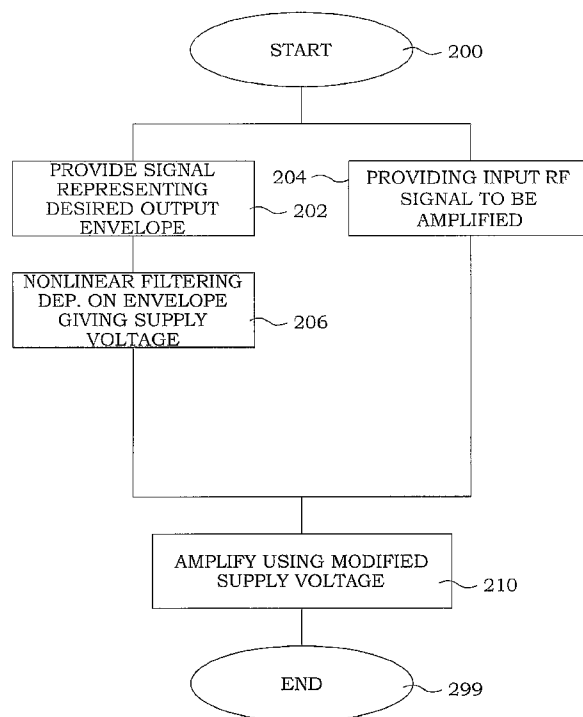 START
200
PROVIDE SIGNAL
REPRESENTING
DESIRED OUTPUT
ENVELOPE
202
204
PROVIDING INPUT RF
SIGNAL TO BE
AMPLIFIED
NONLINEAR FILTERING
DEP. ON ENVELOPE
GIVING SUPPLY
VOLTAGE
206
AMPLIFY USING MODIFIED
SUPPLY VOLTAGE
210
END
299